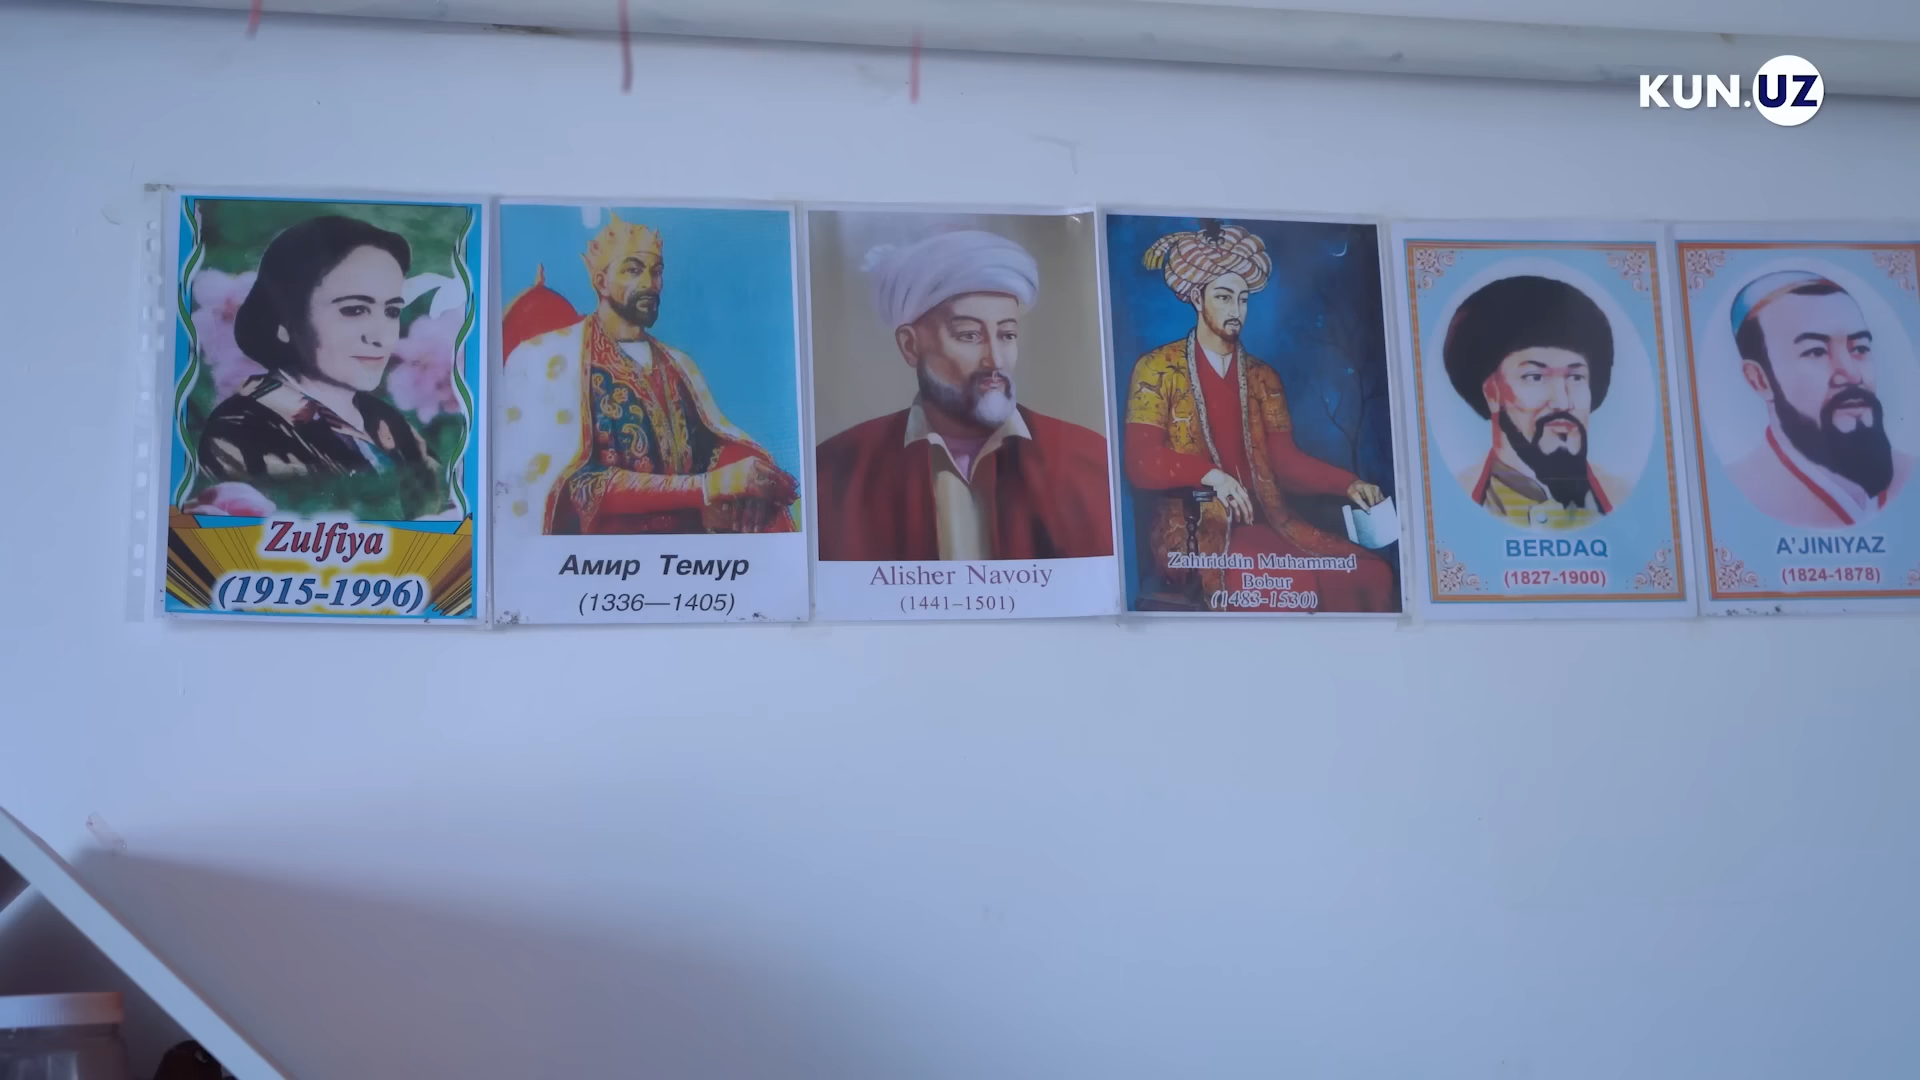 KUN.UZ
Zulfiya
(1915-1996)
Амир Темур
(1336—1405)
Alisher Navoiy
(1441–1501)
Zahiriddin Muhammad
Bobur
(1483-1530)
BERDAQ
(1827-1900)
A'JINIYAZ
(1824-1878)